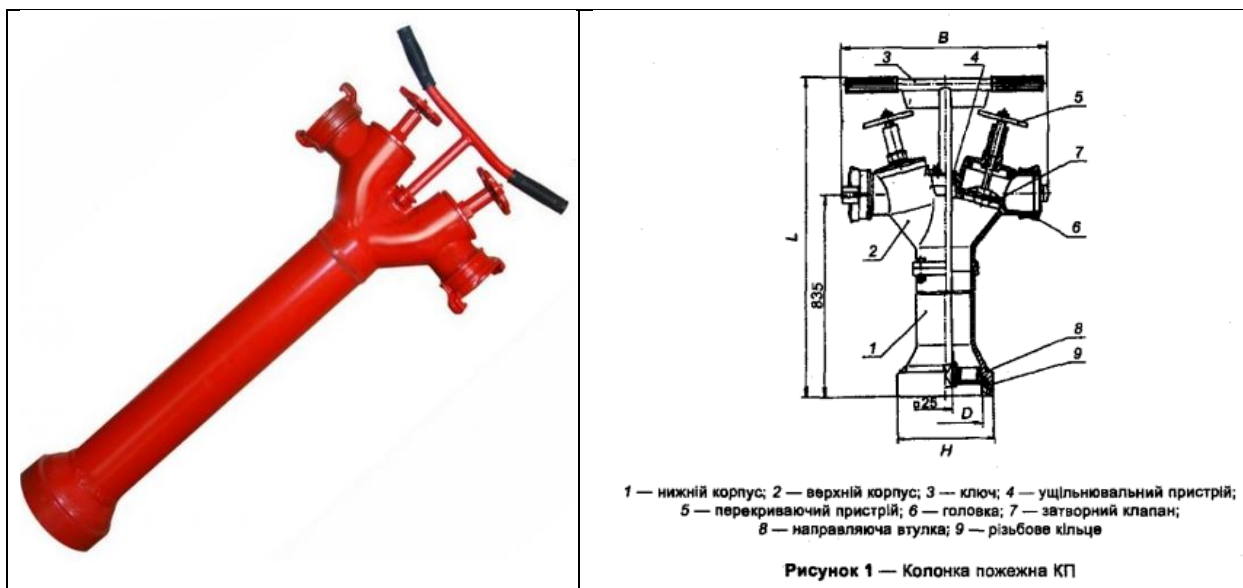 B
3
4
5
7
6
2
L
835
1
8
9
□25
D
H
1 — нижній корпус; 2 — верхній корпус; 3 — ключ; 4 — ущільнювальний пристрій;
5 — перекриваючий пристрій; 6 — головка; 7 — затворний клапан;
8 — направляюча втулка; 9 — різьбове кільце
Рисунок 1 — Колонка пожежна КП